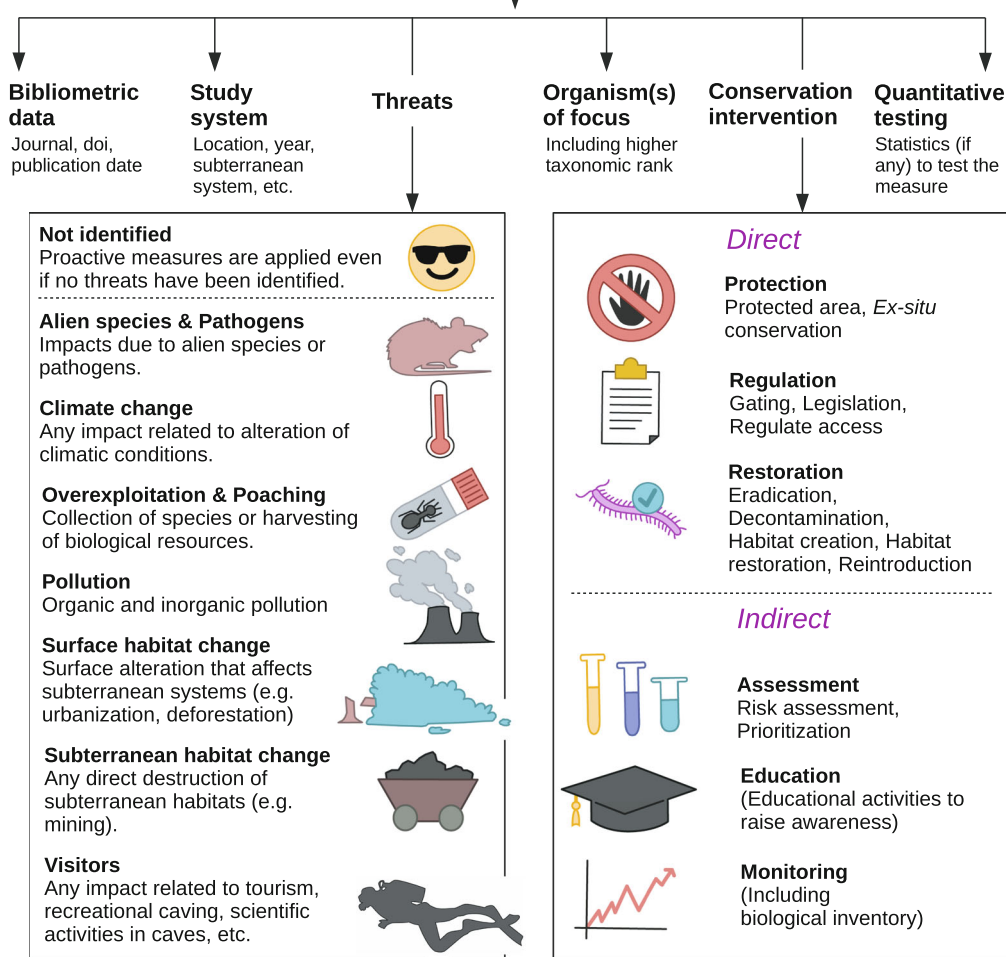 Bibliometric
data
Journal, doi,
publication date
Study
system
Location, year,
subterranean
system, etc.
Threats
Organism(s)
of focus
Including higher
taxonomic rank
Conservation
intervention
Quantitative
testing
Statistics (if
any) to test the
measure
Not identified
Proactive measures are applied even
if no threats have been identified.
Alien species & Pathogens
Impacts due to alien species or
pathogens.
Climate change
Any impact related to alteration of
climatic conditions.
Overexploitation & Poaching
Collection of species or harvesting
of biological resources.
Pollution
Organic and inorganic pollution
Surface habitat change
Surface alteration that affects
subterranean systems (e.g.
urbanization, deforestation)
Subterranean habitat change
Any direct destruction of
subterranean habitats (e.g.
mining).
Visitors
Any impact related to tourism,
recreational caving, scientific
activities in caves, etc.
Direct
Protection
Protected area, Ex-situ
conservation
Regulation
Gating, Legislation,
Regulate access
Restoration
Eradication,
Decontamination,
Habitat creation, Habitat
restoration, Reintroduction
Indirect
Assessment
Risk assessment,
Prioritization
Education
(Educational activities to
raise awareness)
Monitoring
(Including
biological inventory)